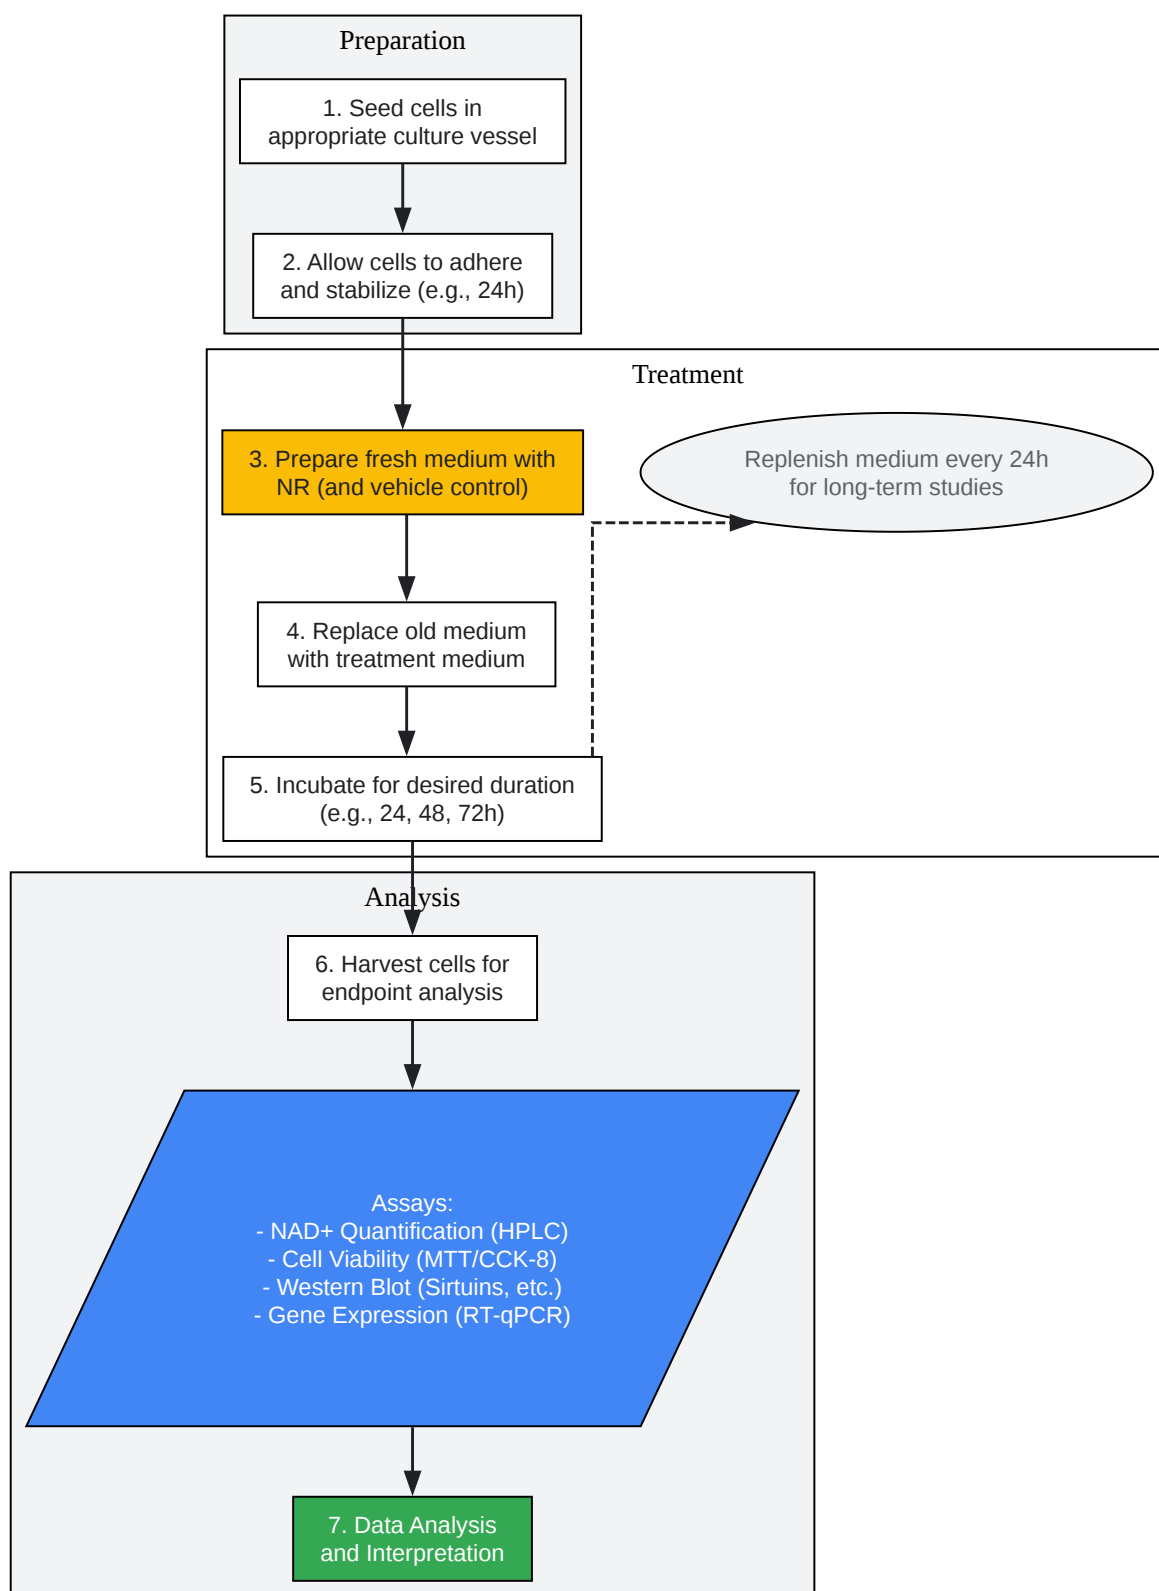 Preparation
1. Seed cells in
appropriate culture vessel
2. Allow cells to adhere
and stabilize (e.g., 24h)
Treatment
3. Prepare fresh medium with
NR (and vehicle control)
Replenish medium every 24h
for long-term studies
4. Replace old medium
with treatment medium
5. Incubate for desired duration
(e.g., 24, 48, 72h)
Analysis
6. Harvest cells for
endpoint analysis
Assays:
- NAD+ Quantification (HPLC)
- Cell Viability (MTT/CCK-8)
- Western Blot (Sirtuins, etc.)
- Gene Expression (RT-qPCR)
7. Data Analysis
and Interpretation